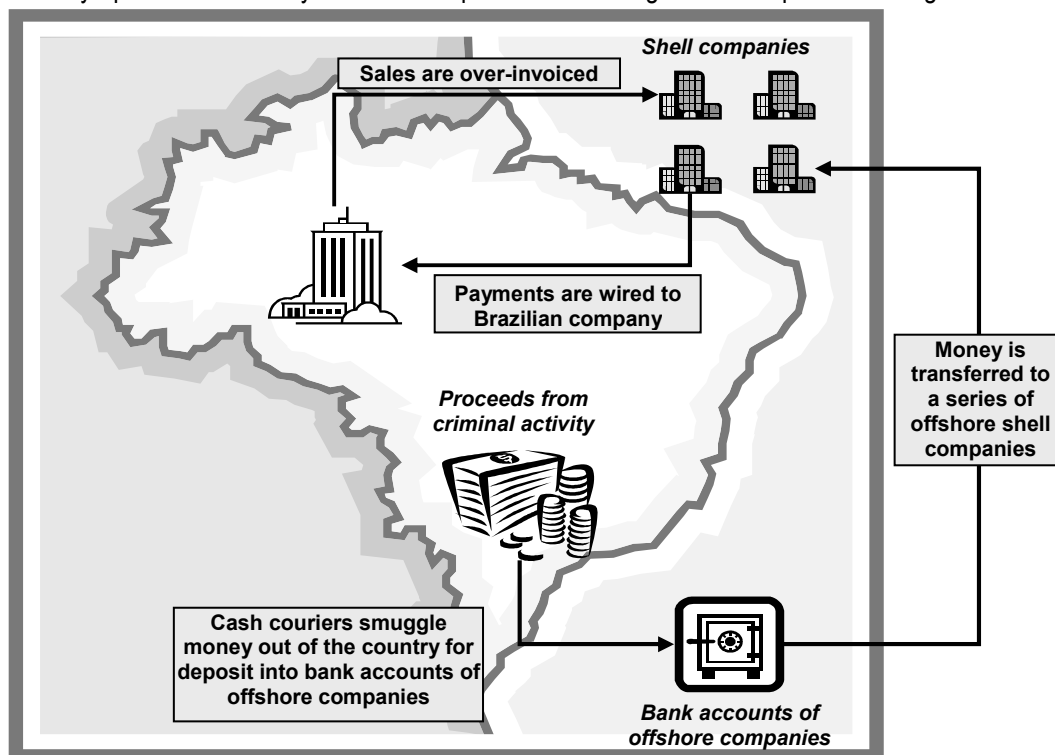 Shell companies
Sales are over-invoiced
Payments are wired to
Brazilian company
Money is
transferred to
a series of
offshore shell
companies
Proceeds from
criminal activity
Cash couriers smuggle
money out of the country for
deposit into bank accounts of
offshore companies
Bank accounts of
offshore companies